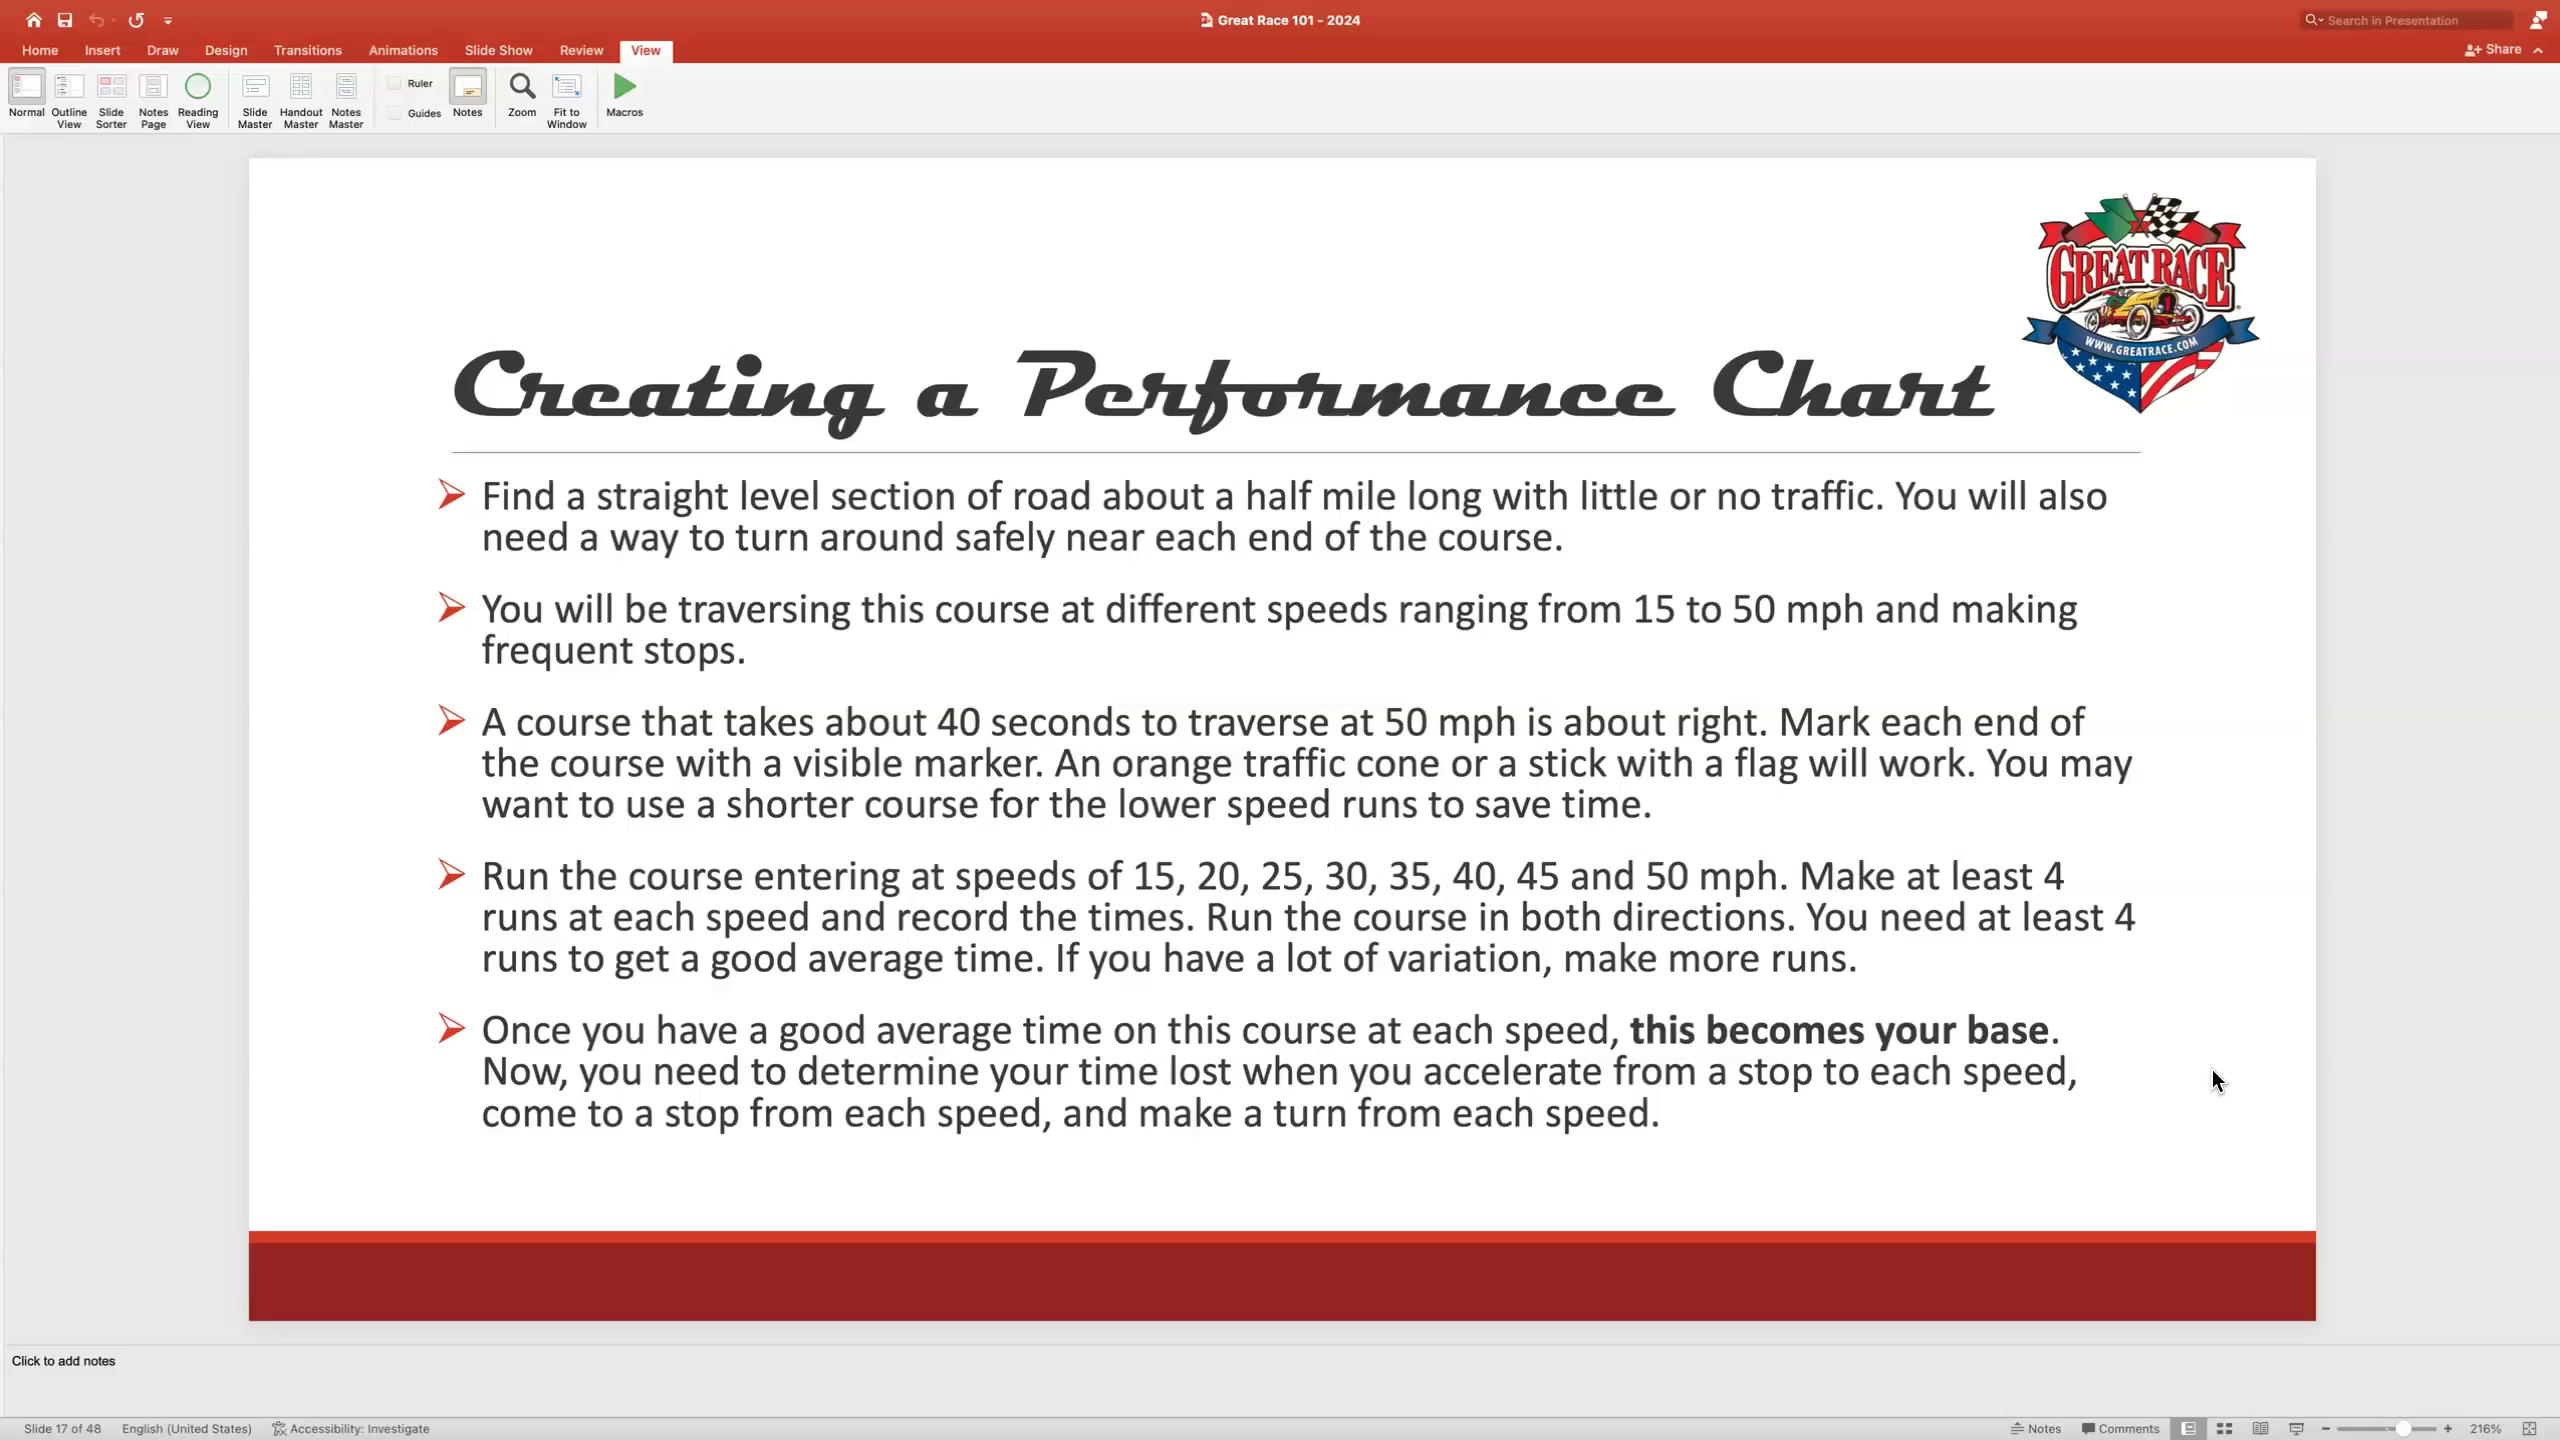 Great Race 101 - 2024
Search in Presentation
Home Insert Draw Design Transitions Animations Slide Show Review View
Share
Normal Outline View Slide Sorter Notes Page Reading View Slide Master Handout Master Notes Master Ruler Guides Notes Zoom Fit to Window Macros
GREAT RACE
WWW.GREATRACE.COM
Creating a Performance Chart
Find a straight level section of road about a half mile long with little or no traffic. You will also
need a way to turn around safely near each end of the course.
You will be traversing this course at different speeds ranging from 15 to 50 mph and making
frequent stops.
A course that takes about 40 seconds to traverse at 50 mph is about right. Mark each end of
the course with a visible marker. An orange traffic cone or a stick with a flag will work. You may
want to use a shorter course for the lower speed runs to save time.
Run the course entering at speeds of 15, 20, 25, 30, 35, 40, 45 and 50 mph. Make at least 4
runs at each speed and record the times. Run the course in both directions. You need at least 4
runs to get a good average time. If you have a lot of variation, make more runs.
Once you have a good average time on this course at each speed, this becomes your base.
Now, you need to determine your time lost when you accelerate from a stop to each speed,
come to a stop from each speed, and make a turn from each speed.
Click to add notes
Slide 17 of 48 English (United States) Accessibility: Investigate Notes Comments 216%